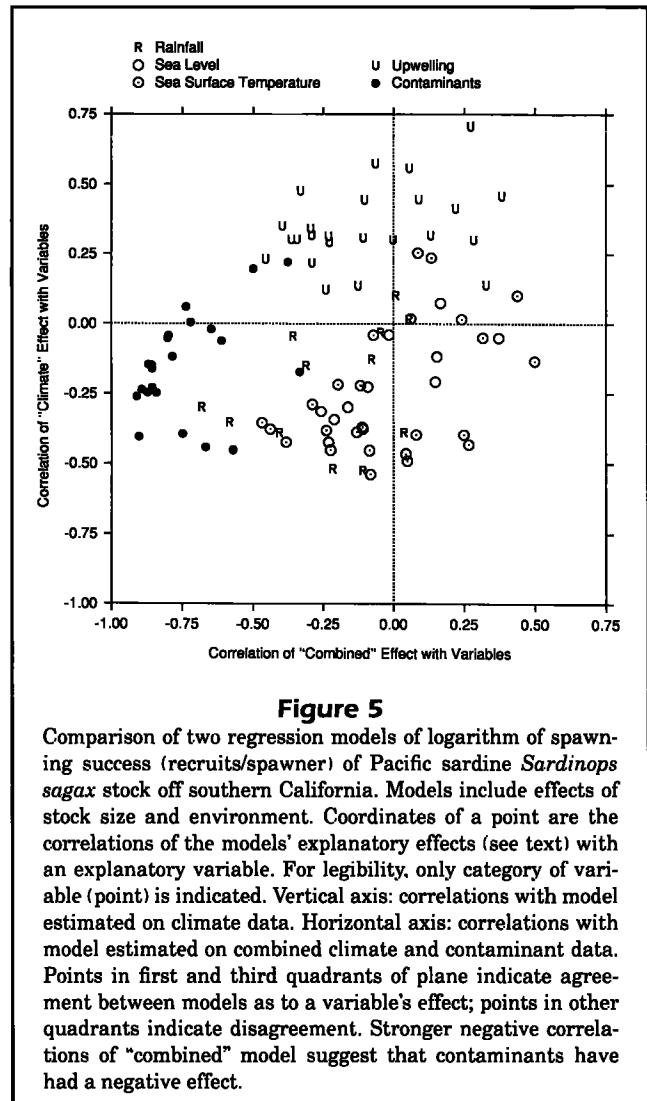 R Rainfall
Sea Level
Sea Surface Temperature
U Upwelling
Contaminants
0.75
0.50
0.25
0.00
-0.25
-0.50
-0.75
-1.00
-1.00 -0.75 -0.50 -0.25 0.00 0.25 0.50 0.75
Correlation of "Climate" Effect with Variables
Correlation of "Combined" Effect with Variables
Figure 5
Comparison of two regression models of logarithm of spawn-
ing success (recruits/spawner) of Pacific sardine Sardinops
sagax stock off southern California. Models include effects of
stock size and environment. Coordinates of a point are the
correlations of the models' explanatory effects (see text) with
an explanatory variable. For legibility, only category of vari-
able (point) is indicated. Vertical axis: correlations with model
estimated on climate data. Horizontal axis: correlations with
model estimated on combined climate and contaminant data.
Points in first and third quadrants of plane indicate agree-
ment between models as to a variable's effect; points in other
quadrants indicate disagreement. Stronger negative correla-
tions of "combined" model suggest that contaminants have
had a negative effect.